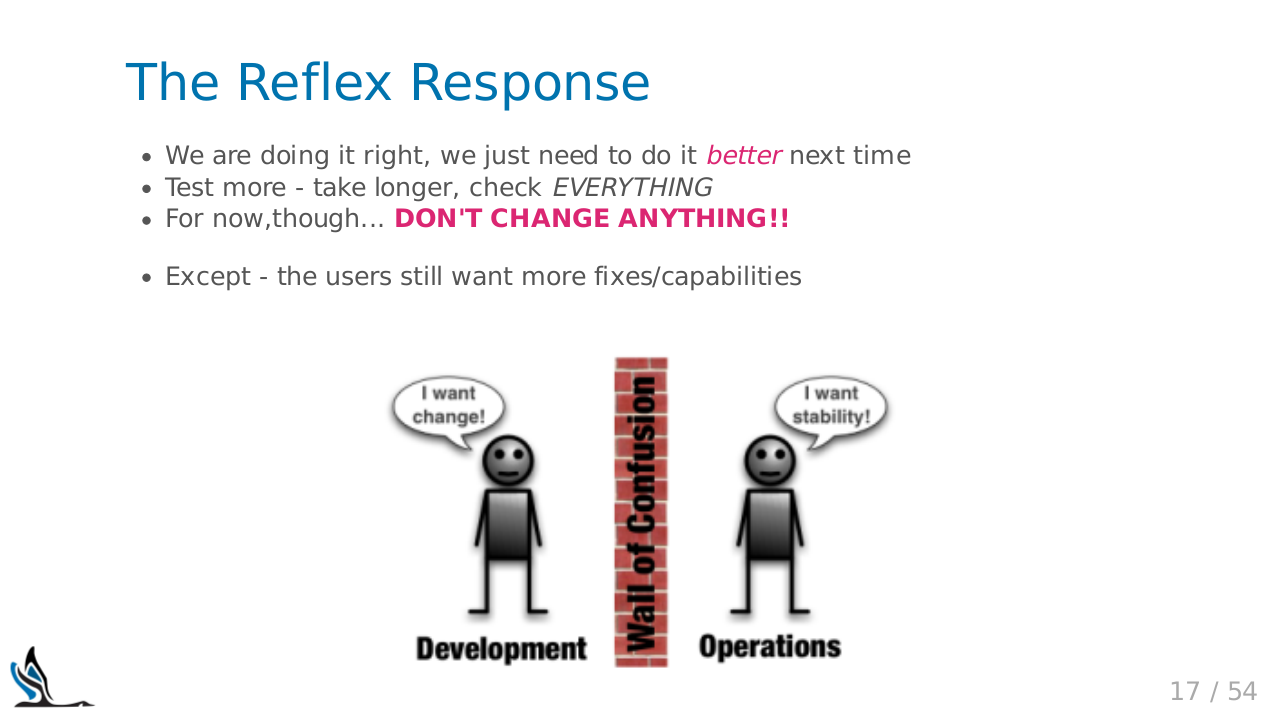 The Reflex Response
• We are doing it right, we just need to do it better next time
• Test more - take longer, check EVERYTHING
• For now,though... DON'T CHANGE ANYTHING!!
• Except - the users still want more fixes/capabilities
I want
change!
Wall of Confusion
I want
stability!
Development
Operations
17 / 54